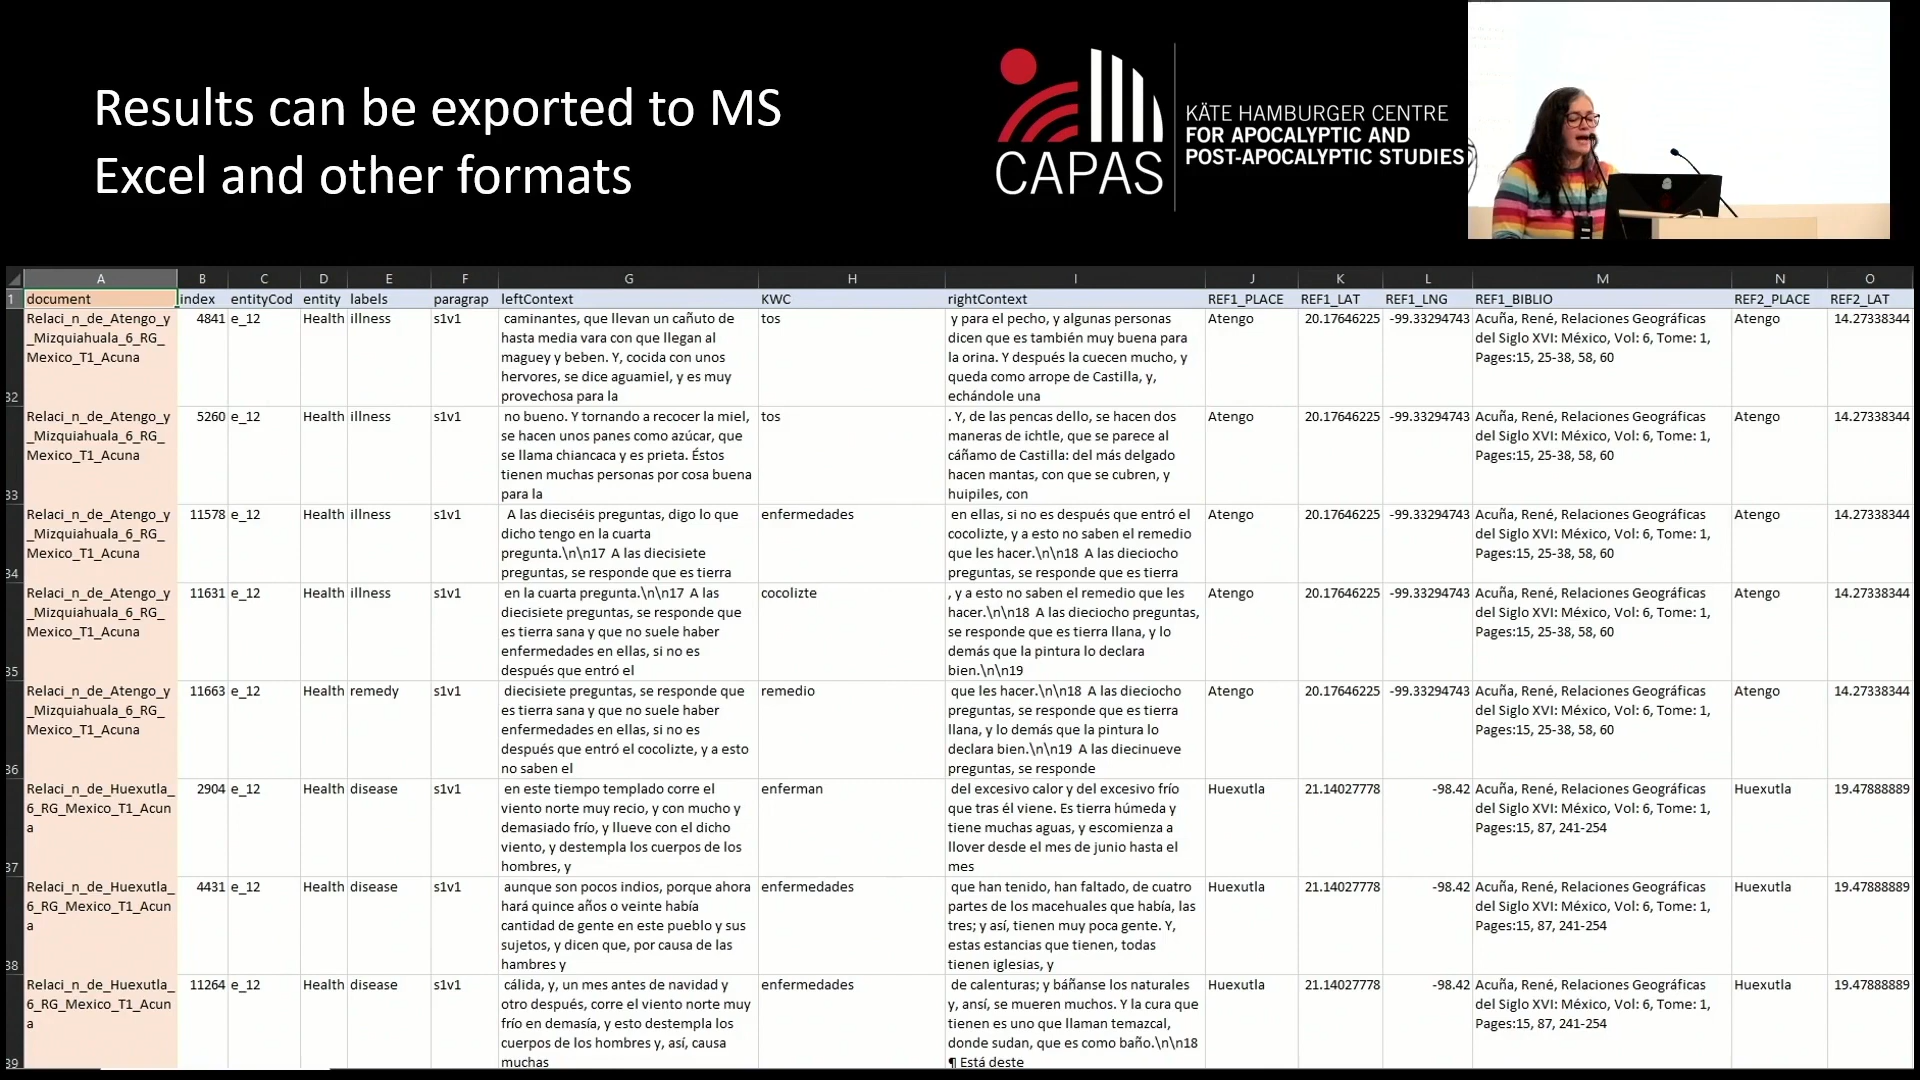 Results can be exported to MS
Excel and other formats
CAPAS
KÄTE HAMBURGER CENTRE
FOR APOCALYPTIC AND
POST-APOCALYPTIC STUDIES
A B C D E F G H I J K L M N O
1 document index entityCod entity labels paragrap leftContext KWC rightContext REF1_PLACE REF1_LAT REF1_LNG REF1_BIBLIO REF2_PLACE REF2_LAT
Relaci_n_de_Atengo_y 4841 e_12 Health illness s1v1 caminantes, que llevan un cañuto de tos y para el pecho, y algunas personas Atengo 20.17646225 -99.33294743 Acuña, René, Relaciones Geográficas Atengo 14.27338344
_Mizquiahuala_6_RG_ hasta media vara con que llegan al dicen que es también muy buena para del Siglo XVI: México, Vol: 6, Tome: 1,
Mexico_T1_Acuna maguey y beben. Y, cocida con unos la orina. Y después la cuecen mucho, y Pages:15, 25-38, 58, 60
hervores, se dice aguamiel, y es muy queda como arrope de Castilla, y,
32 provechosa para la echándole una
Relaci_n_de_Atengo_y 5260 e_12 Health illness s1v1 no bueno. Y tornando a recocer la miel, tos . Y, de las pencas dello, se hacen dos Atengo 20.17646225 -99.33294743 Acuña, René, Relaciones Geográficas Atengo 14.27338344
_Mizquiahuala_6_RG_ se hacen unos panes como azúcar, que maneras de ichtle, que se parece al del Siglo XVI: México, Vol: 6, Tome: 1,
Mexico_T1_Acuna se llama chiancaca y es prieta. Éstos cáñamo de Castilla: del más delgado Pages:15, 25-38, 58, 60
tienen muchas personas por cosa buena hacen mantas, con que se cubren, y
33 para la huipiles, con
Relaci_n_de_Atengo_y 11578 e_12 Health illness s1v1 A las dieciséis preguntas, digo lo que enfermedades en ellas, si no es después que entró el Atengo 20.17646225 -99.33294743 Acuña, René, Relaciones Geográficas Atengo 14.27338344
_Mizquiahuala_6_RG_ dicho tengo en la cuarta cocolizte, y a esto no saben el remedio del Siglo XVI: México, Vol: 6, Tome: 1,
Mexico_T1_Acuna pregunta.\n\n17 A las diecisiete que les hacer.\n\n18 A las dieciocho Pages:15, 25-38, 58, 60
34 preguntas, se responde que es tierra preguntas, se responde que es tierra
Relaci_n_de_Atengo_y 11631 e_12 Health illness s1v1 en la cuarta pregunta.\n\n17 A las cocolizte , y a esto no saben el remedio que les Atengo 20.17646225 -99.33294743 Acuña, René, Relaciones Geográficas Atengo 14.27338344
_Mizquiahuala_6_RG_ diecisiete preguntas, se responde que hacer.\n\n18 A las dieciocho preguntas, del Siglo XVI: México, Vol: 6, Tome: 1,
Mexico_T1_Acuna es tierra sana y que no suele haber se responde que es tierra llana, y lo Pages:15, 25-38, 58, 60
enfermedades en ellas, si no es demás que la pintura lo declara
35 después que entró el bien.\n\n19
Relaci_n_de_Atengo_y 11663 e_12 Health remedy s1v1 diecisiete preguntas, se responde que remedio que les hacer.\n\n18 A las dieciocho Atengo 20.17646225 -99.33294743 Acuña, René, Relaciones Geográficas Atengo 14.27338344
_Mizquiahuala_6_RG_ es tierra sana y que no suele haber preguntas, se responde que es tierra del Siglo XVI: México, Vol: 6, Tome: 1,
Mexico_T1_Acuna enfermedades en ellas, si no es llana, y lo demás que la pintura lo Pages:15, 25-38, 58, 60
después que entró el cocolizte, y a esto declara bien.\n\n19 A las diecinueve
36 no saben el preguntas, se responde
Relaci_n_de_Huexutla_ 2904 e_12 Health disease s1v1 en este tiempo templado corre el enferman del excesivo calor y del excesivo frío Huexutla 21.14027778 -98.42 Acuña, René, Relaciones Geográficas Huexutla 19.47888889
6_RG_Mexico_T1_Acun viento norte muy recio, y con mucho y que tras él viene. Es tierra húmeda y del Siglo XVI: México, Vol: 6, Tome: 1,
a demasiado frío, y llueve con el dicho tiene muchas aguas, y escomienza a Pages:15, 87, 241-254
viento, y destempla los cuerpos de los llover desde el mes de junio hasta el
37 hombres, y mes
Relaci_n_de_Huexutla_ 4431 e_12 Health disease s1v1 aunque son pocos indios, porque ahora enfermedades que han tenido, han faltado, de cuatro Huexutla 21.14027778 -98.42 Acuña, René, Relaciones Geográficas Huexutla 19.47888889
6_RG_Mexico_T1_Acun hará quince años o veinte había partes de los macehuales que había, las del Siglo XVI: México, Vol: 6, Tome: 1,
a cantidad de gente en este pueblo y sus tres; y así, tienen muy poca gente. Y, Pages:15, 87, 241-254
sujetos, y dicen que, por causa de las estas estancias que tienen, todas
38 hambres y tienen iglesias, y
Relaci_n_de_Huexutla_ 11264 e_12 Health disease s1v1 cálida, y, un mes antes de navidad y enfermedades de calenturas; y báñanse los naturales Huexutla 21.14027778 -98.42 Acuña, René, Relaciones Geográficas Huexutla 19.47888889
6_RG_Mexico_T1_Acun otro después, corre el viento norte muy y, ansí, se mueren muchos. Y la cura que del Siglo XVI: México, Vol: 6, Tome: 1,
a frío en demasía, y esto destempla los tienen es uno que llaman temazcal, Pages:15, 87, 241-254
cuerpos de los hombres y, así, causa donde sudan, que es como baño.\n\n18
39 muchas ¶ Está deste